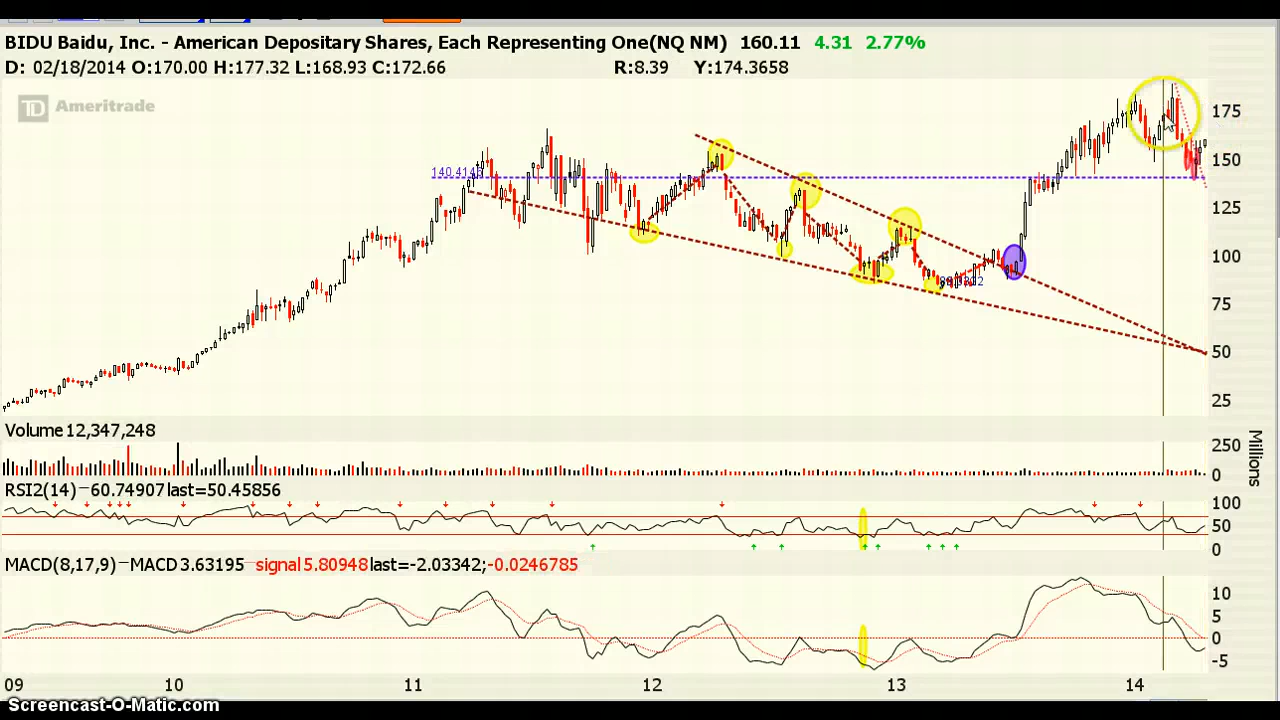 BIDU Baidu, Inc. - American Depositary Shares, Each Representing One(NQ NM) 160.11 4.31 2.77%
D: 02/18/2014 O:170.00 H:177.32 L:168.93 C:172.66 R:8.39 Y:174.3658
TD Ameritrade
175
150
140.4143
125
100
75
50
25
Volume 12,347,248
250
0
Millions
RSI2(14) –60.74907 last=50.45856
100
50
0
MACD(8,17,9) –MACD 3.63195 signal 5.80948 last=-2.03342;-0.0246785
10
5
0
-5
09 10 11 12 13 14
Screencast-O-Matic.com